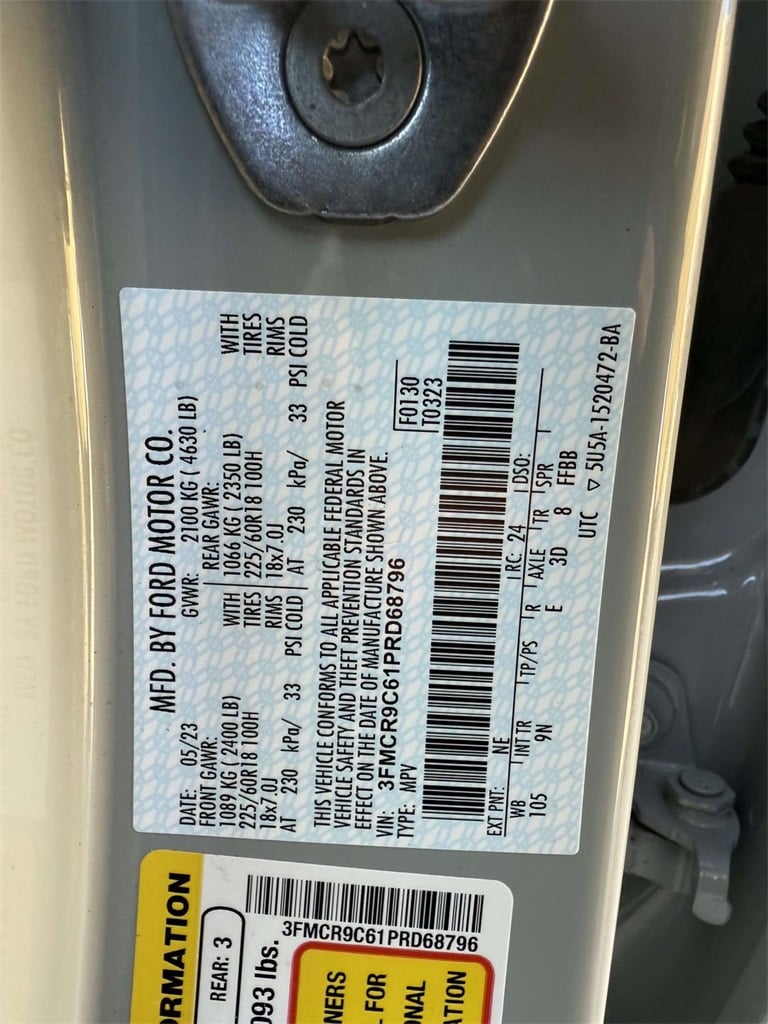 MFD. BY FORD MOTOR CO.
DATE: 05/23 GVWR: 2100 KG ( 4630 LB)
FRONT GAWR: REAR GAWR:
1089 KG ( 2400 LB) WITH 1066 KG ( 2350 LB) WITH
225/60R18 100H TIRES 225/60R18 100H TIRES
18x7.0J RIMS 18x7.0J RIMS
AT 230 kPa/ 33 PSI COLD AT 230 kPa/ 33 PSI COLD
THIS VEHICLE CONFORMS TO ALL APPLICABLE FEDERAL MOTOR
VEHICLE SAFETY AND THEFT PREVENTION STANDARDS IN
EFFECT ON THE DATE OF MANUFACTURE SHOWN ABOVE.
VIN: 3FMCR9C61PRD68796 F0130
TYPE: MPV T0323
EXT PNT: NE RC: 24 DSO:
WB INT TR TP/PS R AXLE TR SPR
105 9N E 3D 8 FFBB
UTC ▽ 5U5A-1520472-BA
RMATION
REAR: 3
093 lbs.
3FMCR9C61PRD68796
NERS
L FOR
ONAL
ATION